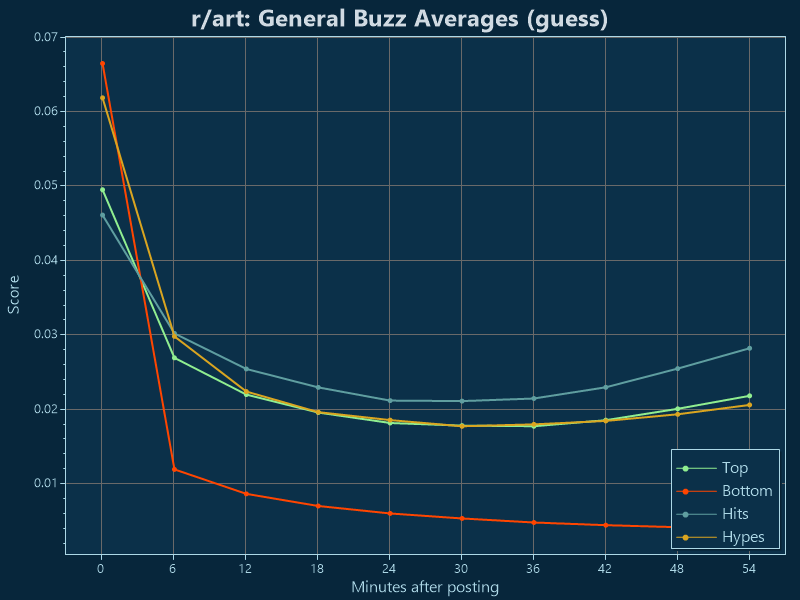 r/art: General Buzz Averages (guess)
0.07
0.06
0.05
0.04
0.03
0.02
0.01
Score
0 6 12 18 24 30 36 42 48 54
Minutes after posting
Top
Bottom
Hits
Hypes